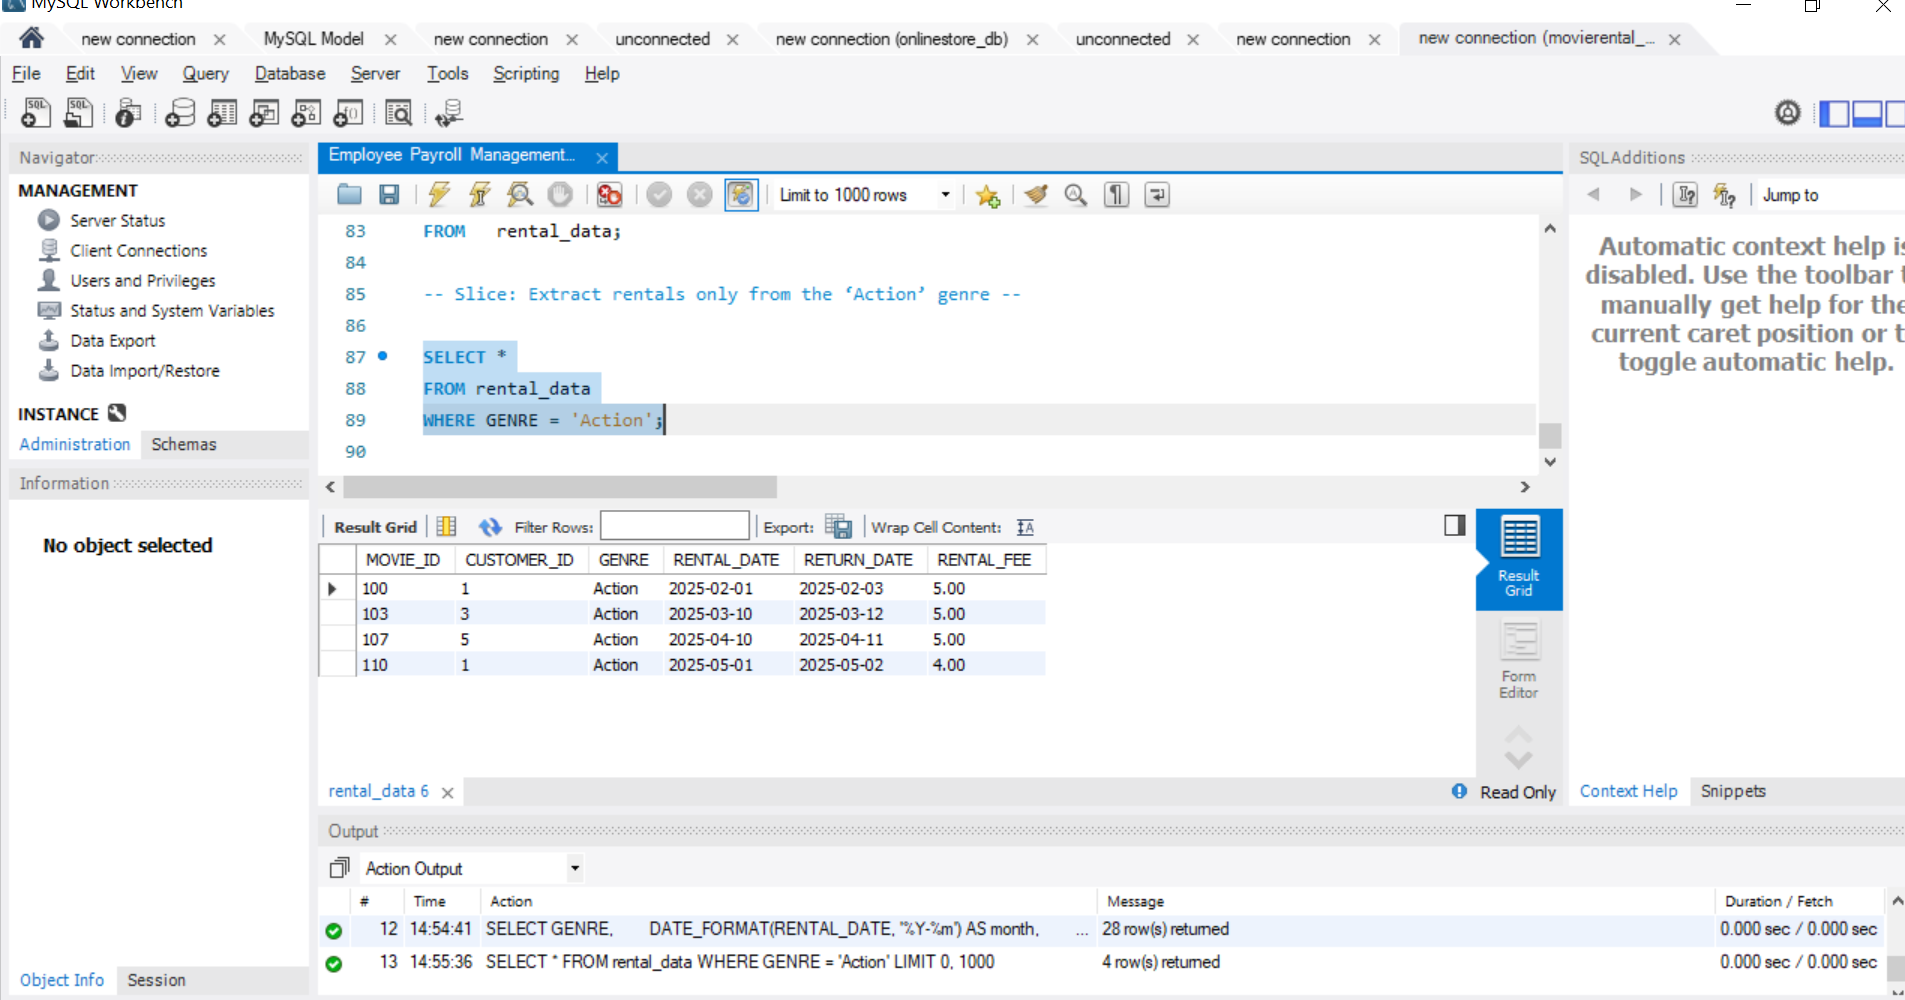 MySQL Workbench
new connection
MySQL Model
new connection
unconnected
new connection (onlinestore_db)
unconnected
new connection
new connection (movierental_...
File Edit View Query Database Server Tools Scripting Help
Navigator
MANAGEMENT
Server Status
Client Connections
Users and Privileges
Status and System Variables
Data Export
Data Import/Restore
INSTANCE
Administration Schemas
Information
No object selected
Object Info Session
Employee Payroll Management...
Limit to 1000 rows
83 FROM rental_data;
84
85 -- Slice: Extract rentals only from the ‘Action’ genre --
86
87 SELECT *
88 FROM rental_data
89 WHERE GENRE = 'Action';
90
Result Grid Filter Rows: Export: Wrap Cell Content:
MOVIE_ID CUSTOMER_ID GENRE RENTAL_DATE RETURN_DATE RENTAL_FEE
100 1 Action 2025-02-01 2025-02-03 5.00
103 3 Action 2025-03-10 2025-03-12 5.00
107 5 Action 2025-04-10 2025-04-11 5.00
110 1 Action 2025-05-01 2025-05-02 4.00
Result
Grid
Form
Editor
rental_data 6
Read Only
SQLAdditions
Jump to
Automatic context help is
disabled. Use the toolbar t
manually get help for the
current caret position or t
toggle automatic help.
Context Help Snippets
Output
Action Output
# Time Action Message Duration / Fetch
12 14:54:41 SELECT GENRE, DATE_FORMAT(RENTAL_DATE, '%Y-%m') AS month, ... 28 row(s) returned 0.000 sec / 0.000 sec
13 14:55:36 SELECT * FROM rental_data WHERE GENRE = 'Action' LIMIT 0, 1000 4 row(s) returned 0.000 sec / 0.000 sec